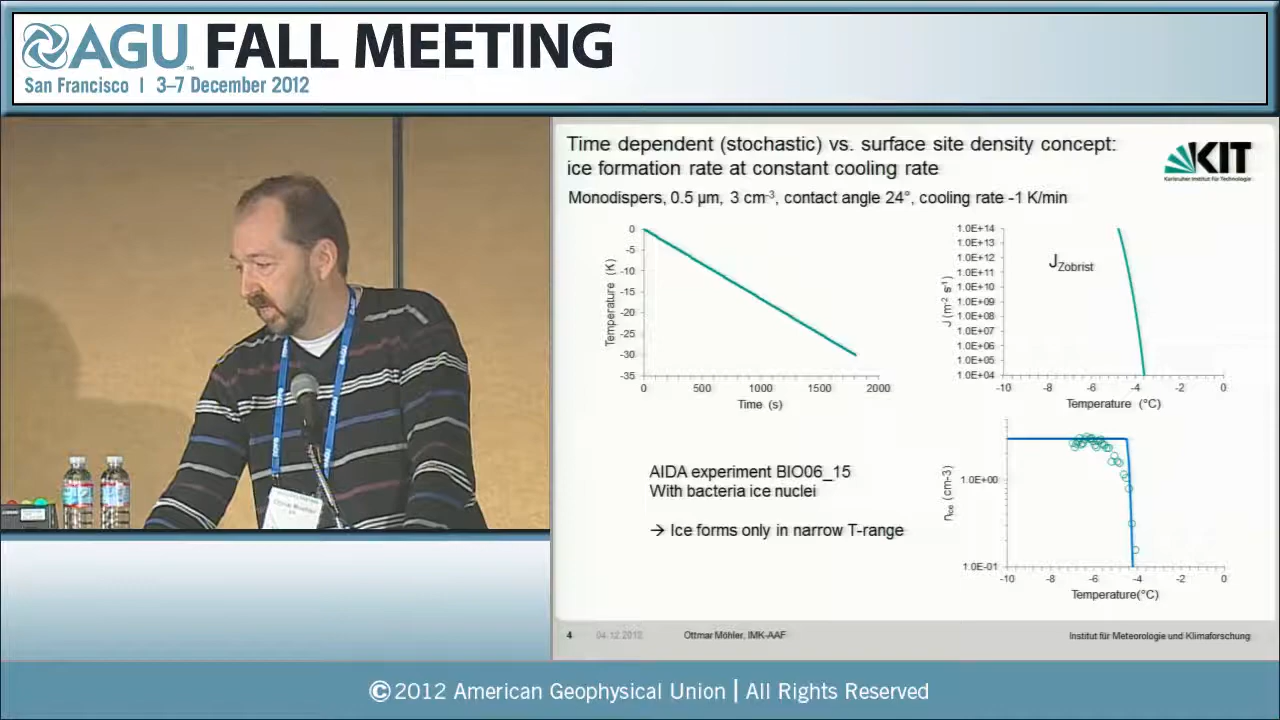 AGU FALL MEETING
San Francisco | 3–7 December 2012
Time dependent (stochastic) vs. surface site density concept:
ice formation rate at constant cooling rate
KIT
Karlsruher Institut für Technologie
Monodispers, 0.5 µm, 3 cm-3, contact angle 24°, cooling rate -1 K/min
Temperature (K)
0
-5
-10
-15
-20
-25
-30
-35
0 500 1000 1500 2000
Time (s)
J (m-2 s-1)
1.0E+14
1.0E+13
1.0E+12
1.0E+11
1.0E+10
1.0E+09
1.0E+08
1.0E+07
1.0E+06
1.0E+05
1.0E+04
JZobrist
-10 -8 -6 -4 -2 0
Temperature (°C)
AIDA experiment BIO06_15
With bacteria ice nuclei
→ Ice forms only in narrow T-range
nice (cm-3)
1.0E+00
1.0E-01
-10 -8 -6 -4 -2 0
Temperature(°C)
4 04.12.2012 Ottmar Möhler, IMK-AAF Institut für Meteorologie und Klimaforschung
©2012 American Geophysical Union | All Rights Reserved